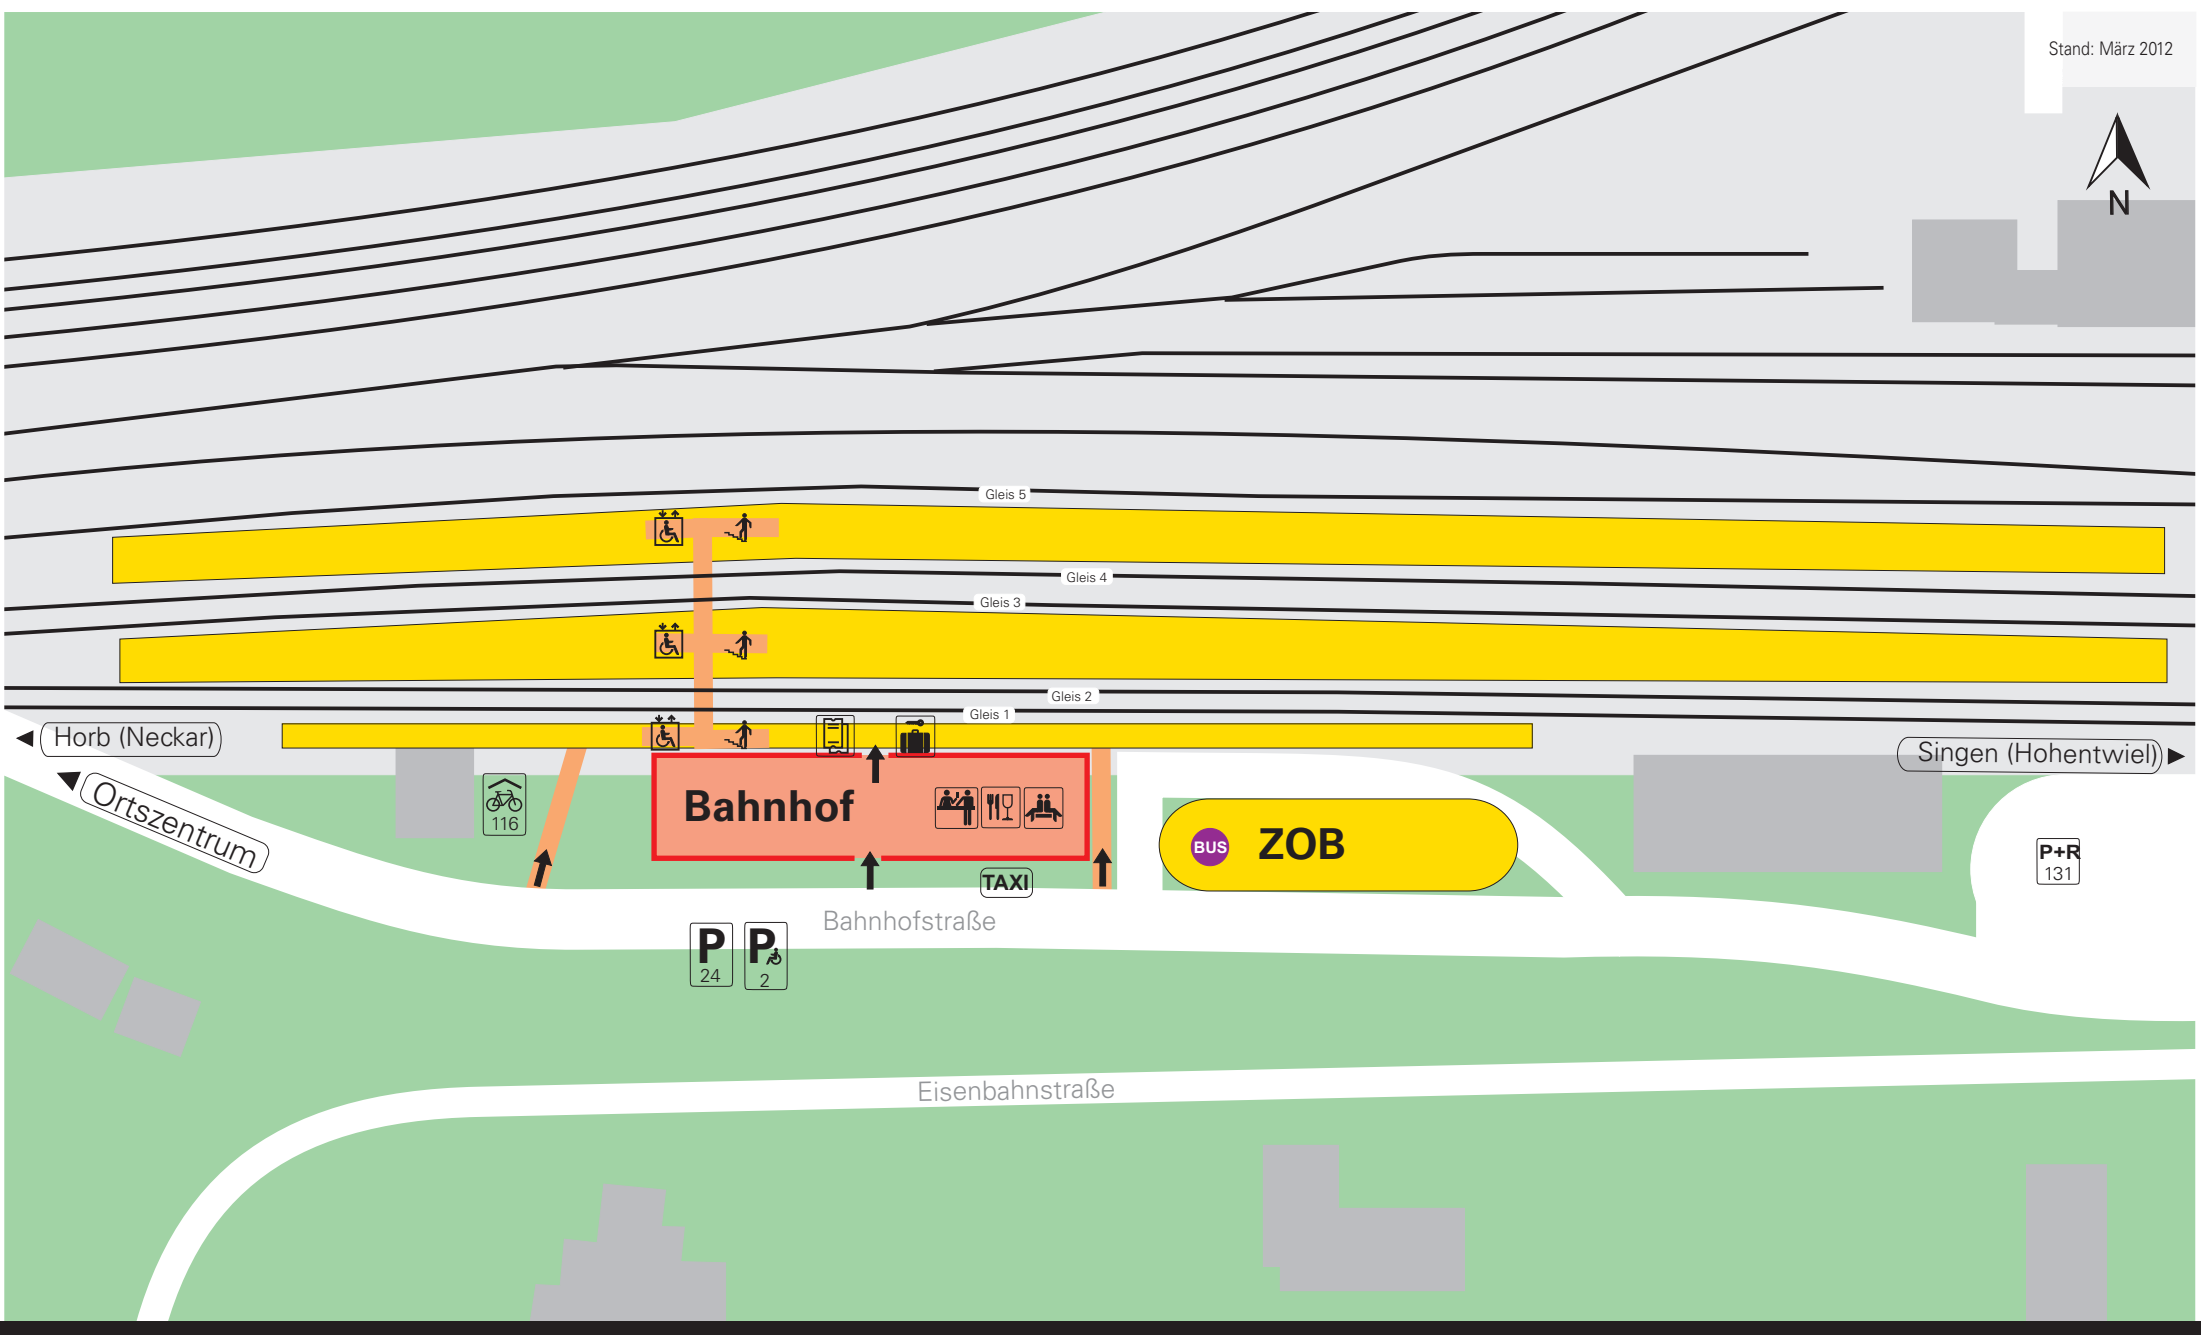 Stand: März 2012
N
Gleis 5
Gleis 4
Gleis 3
Gleis 2
Gleis 1
Horb (Neckar)
Singen (Hohentwiel)
Ortszentrum
116
Bahnhof
BUS
ZOB
P+R
131
TAXI
Bahnhofstraße
P
24
P
2
Eisenbahnstraße